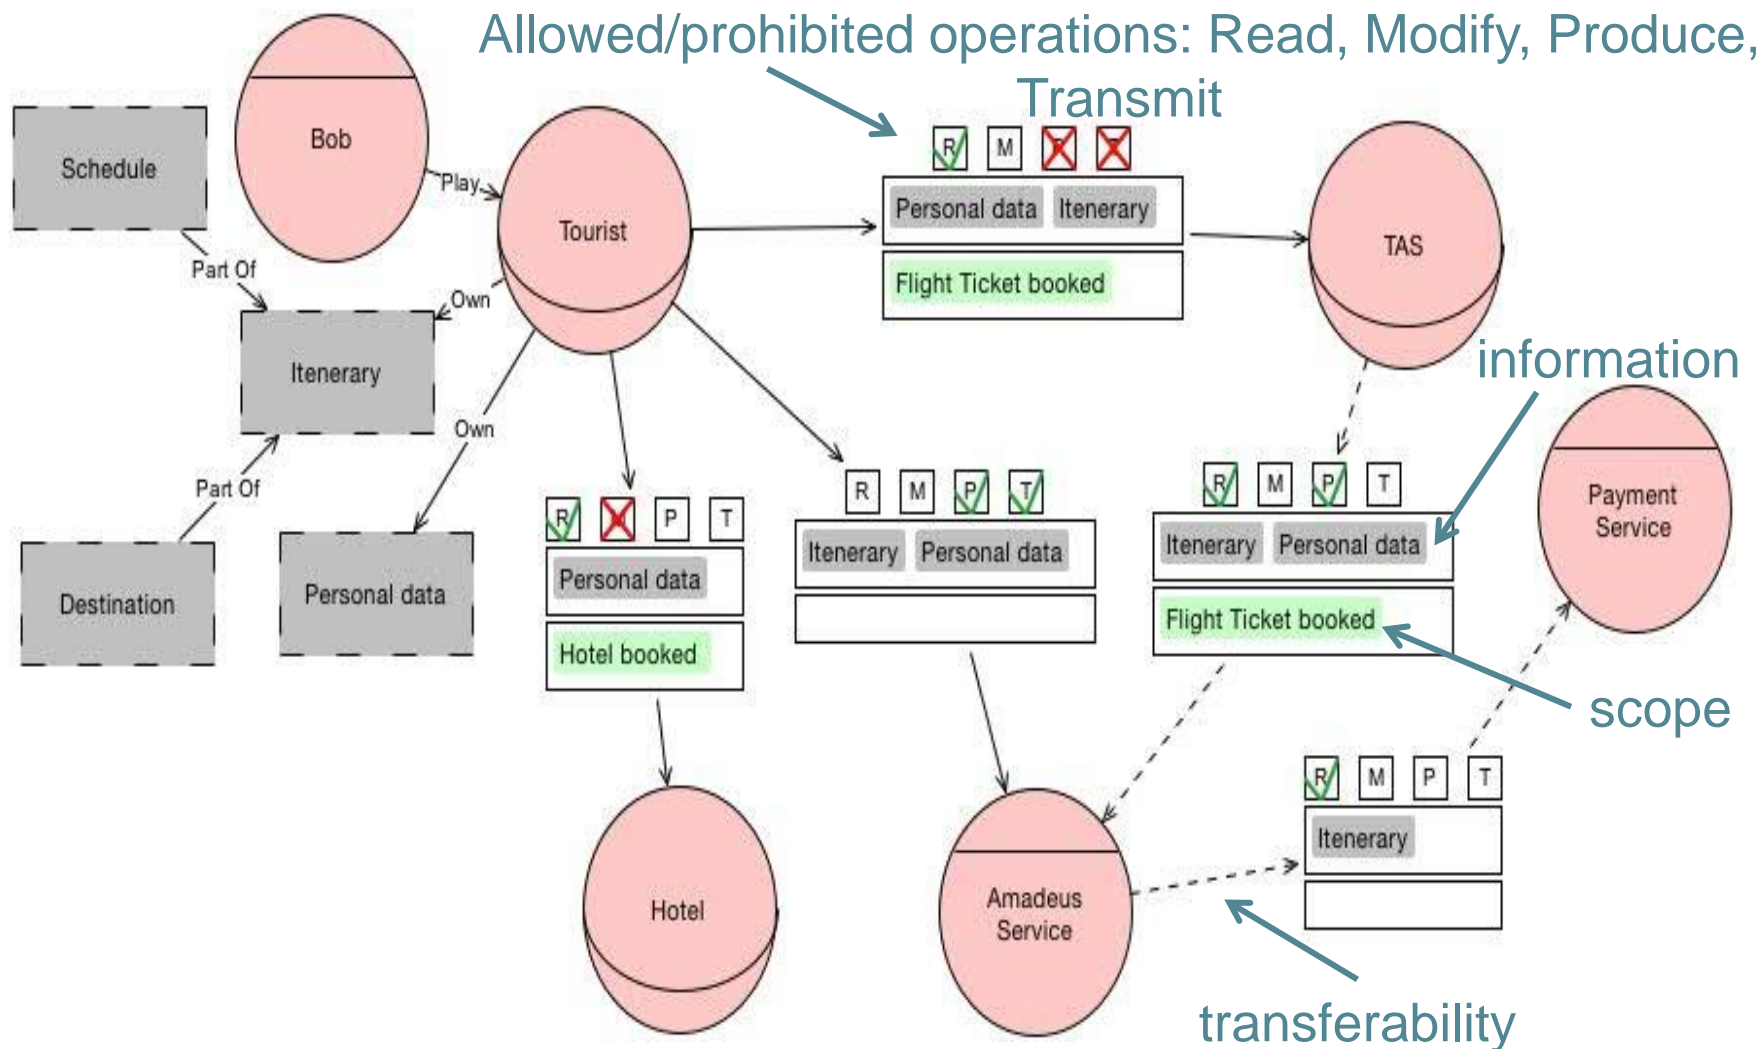 Allowed/prohibited operations: Read, Modify, Produce,
Transmit
Bob
Schedule
Play
Tourist
R M
Personal data Itenerary
Flight Ticket booked
TAS
Part Of
Own
Itenerary
information
Own
Part Of
Destination
Personal data
R P T
Personal data
Hotel booked
R M P T
Itenerary Personal data
R M P T
Itenerary Personal data
Flight Ticket booked
Payment
Service
scope
R M P T
Itenerary
Hotel
Amadeus
Service
transferability